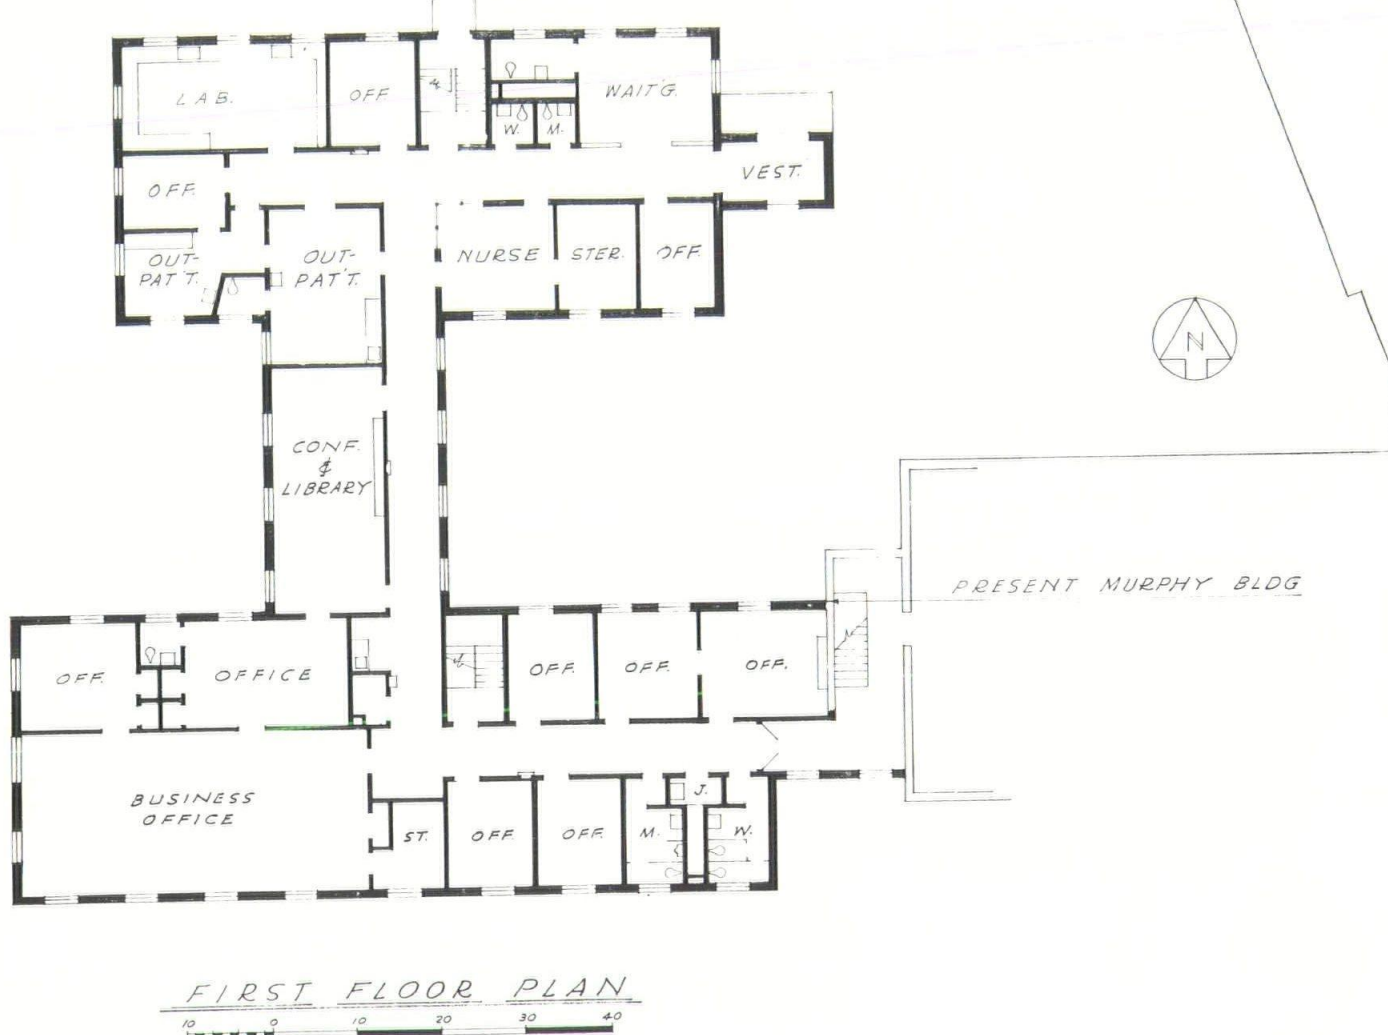 LAB.
OFF
WAIT'G.
W.
M.
VEST.
OFF.
OUT-
PAT'T.
OUT-
PAT'T.
NURSE
STER.
OFF.
N
CONF.
&
LIBRARY
PRESENT MURPHY BLDG
OFF.
OFFICE
OFF.
OFF.
OFF.
BUSINESS
OFFICE
ST.
OFF.
OFF.
M.
J.
W.
FIRST FLOOR PLAN
10 0 10 20 30 40